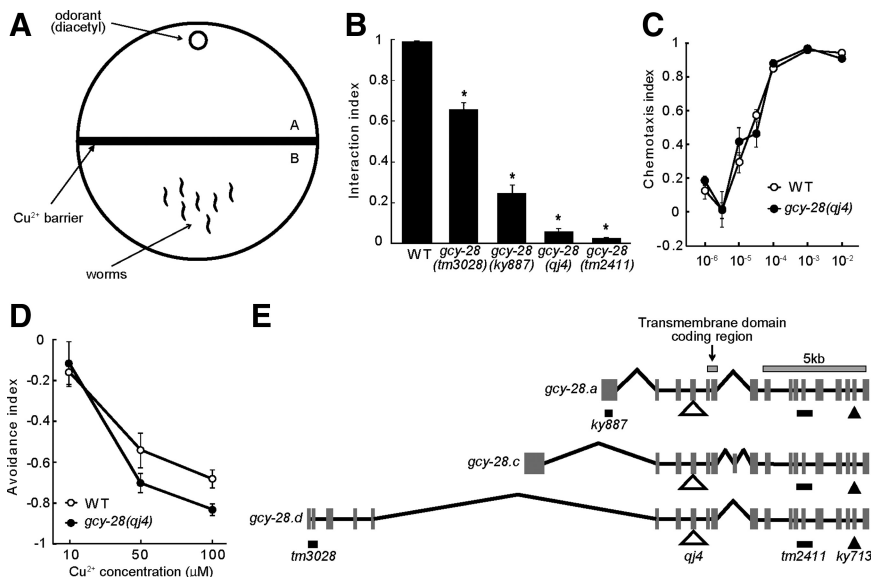 A
odorant
(diacetyl)
A
B
Cu2+ barrier
worms
B
Interaction index
1
0.8
0.6
0.4
0.2
0
*
*
*
*
WT
gcy-28
(tm3028)
gcy-28
(ky887)
gcy-28
(qj4)
gcy-28
(tm2411)
C
Chemotaxis index
1
0.8
0.6
0.4
0.2
0
-0.2
WT
gcy-28(qj4)
10-6
10-5
10-4
10-3
10-2
D
Avoidance index
0
-0.2
-0.4
-0.6
-0.8
-1
WT
gcy-28(qj4)
10
50
100
Cu2+ concentration (µM)
E
Transmembrane domain
coding region
5kb
gcy-28.a
ky887
gcy-28.c
gcy-28.d
tm3028
qj4
tm2411
ky713